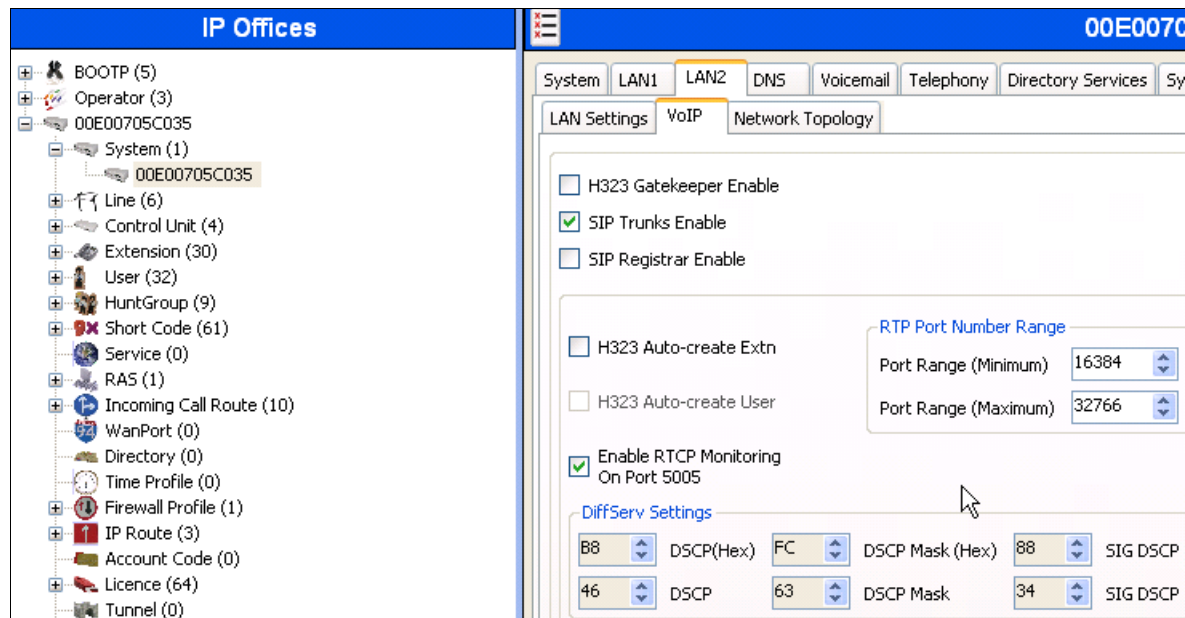 IP Offices
BOOTP (5)
Operator (3)
00E00705C035
System (1)
00E00705C035
Line (6)
Control Unit (4)
Extension (30)
User (32)
HuntGroup (9)
Short Code (61)
Service (0)
RAS (1)
Incoming Call Route (10)
WanPort (0)
Directory (0)
Time Profile (0)
Firewall Profile (1)
IP Route (3)
Account Code (0)
Licence (64)
Tunnel (0)
00E0070
System LAN1 LAN2 DNS Voicemail Telephony Directory Services Sy
LAN Settings VoIP Network Topology
H323 Gatekeeper Enable
SIP Trunks Enable
SIP Registrar Enable
H323 Auto-create Extn
H323 Auto-create User
Enable RTCP Monitoring
On Port 5005
RTP Port Number Range
Port Range (Minimum) 16384
Port Range (Maximum) 32766
DiffServ Settings
B8 DSCP(Hex) FC DSCP Mask (Hex) 88 SIG DSCP
46 DSCP 63 DSCP Mask 34 SIG DSCP